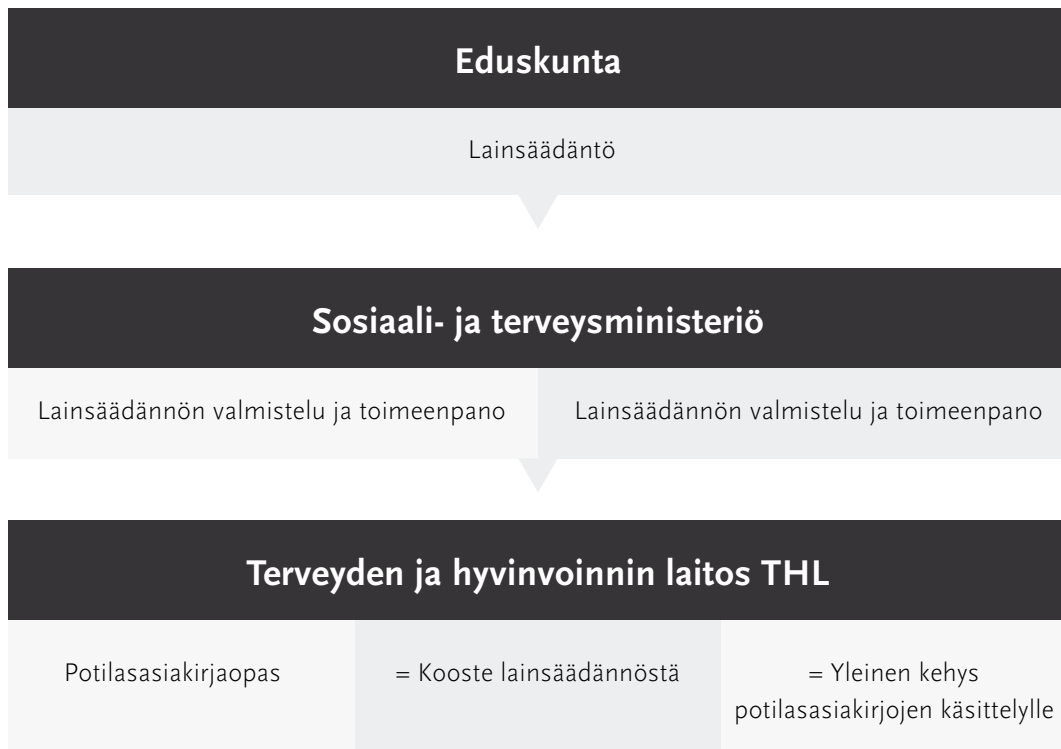 Eduskunta
Lainsäädäntö
Sosiaali- ja terveysministeriö
Lainsäädännön valmistelu ja toimeenpano
Lainsäädännön valmistelu ja toimeenpano
Terveyden ja hyvinvoinnin laitos THL
Potilasasiakirjaopas
= Kooste lainsäädännöstä
= Yleinen kehys
potilasasiakirjojen käsittelylle